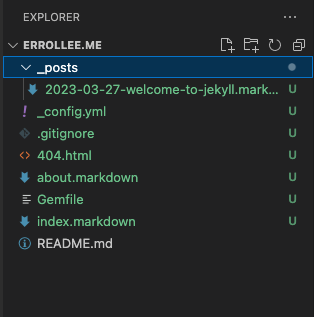 EXPLORER
ERROLLEE.ME
_posts
2023-03-27-welcome-to-jekyll.mark... U
! _config.yml U
.gitignore U
<> 404.html U
about.markdown U
Gemfile U
index.markdown U
README.md